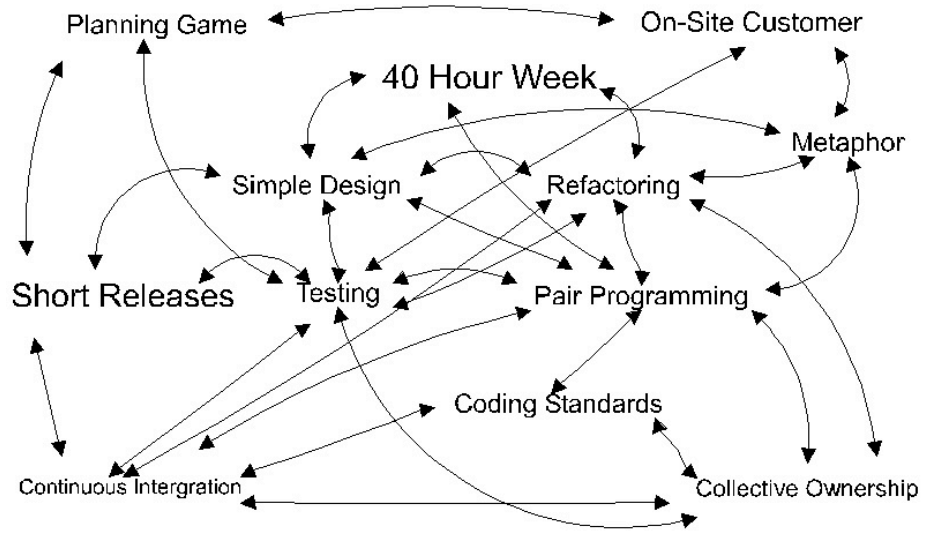 Planning Game
On-Site Customer
40 Hour Week
Metaphor
Simple Design
Refactoring
Short Releases
Testing
Pair Programming
Coding Standards
Continuous Intergration
Collective Ownership